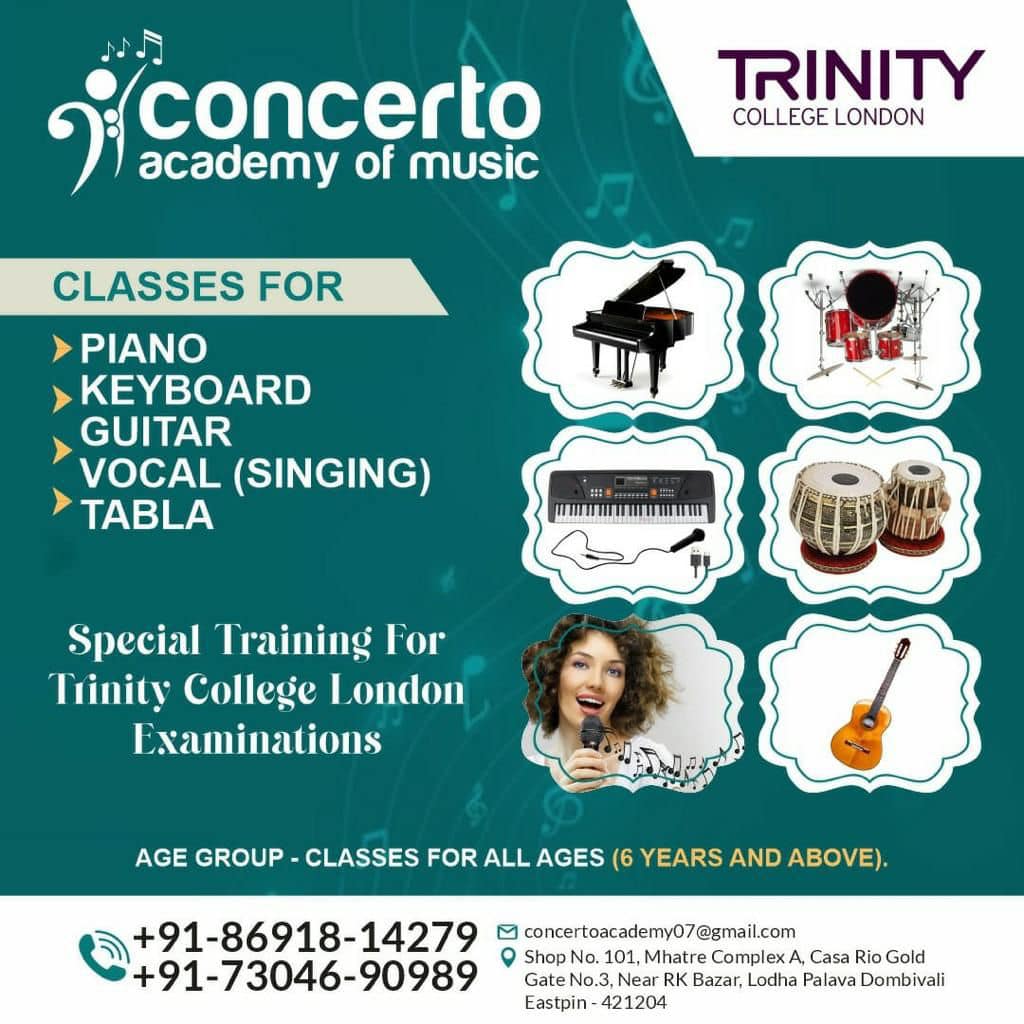 concerto
academy of music
TRINITY
COLLEGE LONDON
CLASSES FOR
PIANO
KEYBOARD
GUITAR
VOCAL (SINGING)
TABLA
Special Training For
Trinity College London
Examinations
AGE GROUP - CLASSES FOR ALL AGES (6 YEARS AND ABOVE).
+91-86918-14279
+91-73046-90989
concertoacademy07@gmail.com
Shop No. 101, Mhatre Complex A, Casa Rio Gold
Gate No.3, Near RK Bazar, Lodha Palava Dombivali
Eastpin - 421204